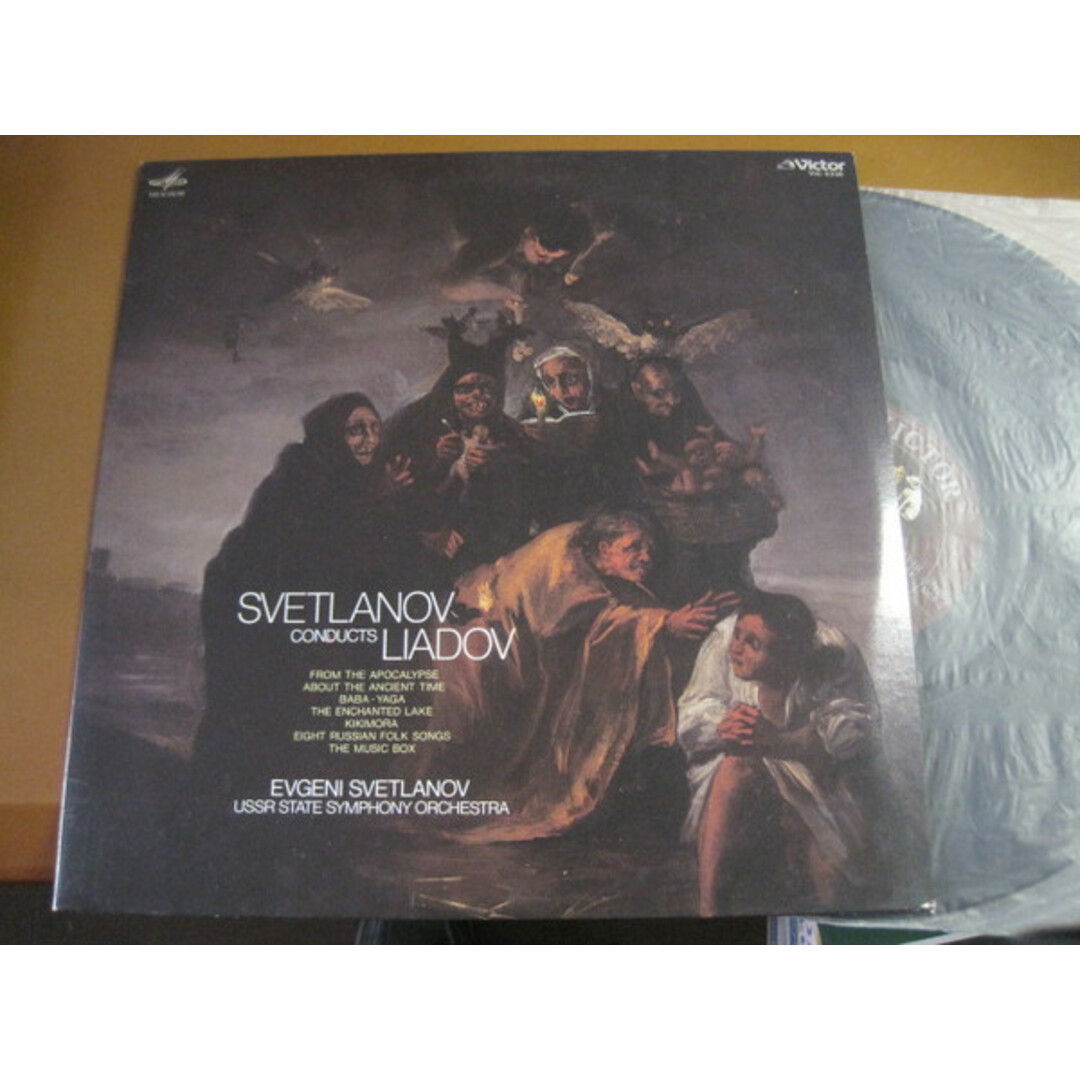 Victor
SVETLANOV
CONDUCTS
LIADOV
FROM THE APOCALYPSE
ABOUT THE ANCIENT TIME
BABA-YAGA
THE ENCHANTED LAKE
KIKIMORA
EIGHT RUSSIAN FOLK SONGS
THE MUSIC BOX
EVGENI SVETLANOV
USSR STATE SYMPHONY ORCHESTRA
VICTOR